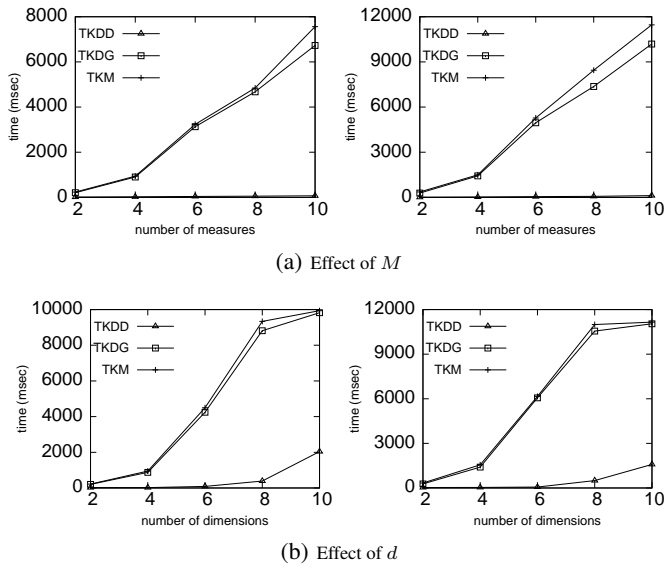 8000
6000
4000
2000
0
time (msec)
TKDD
TKDG
TKM
2 4 6 8 10
number of measures
12000
9000
6000
3000
0
time (msec)
TKDD
TKDG
TKM
2 4 6 8 10
number of measures
(a) Effect of M
10000
8000
6000
4000
2000
0
time (msec)
TKDD
TKDG
TKM
2 4 6 8 10
number of dimensions
12000
9000
6000
3000
0
time (msec)
TKDD
TKDG
TKM
2 4 6 8 10
number of dimensions
(b) Effect of d